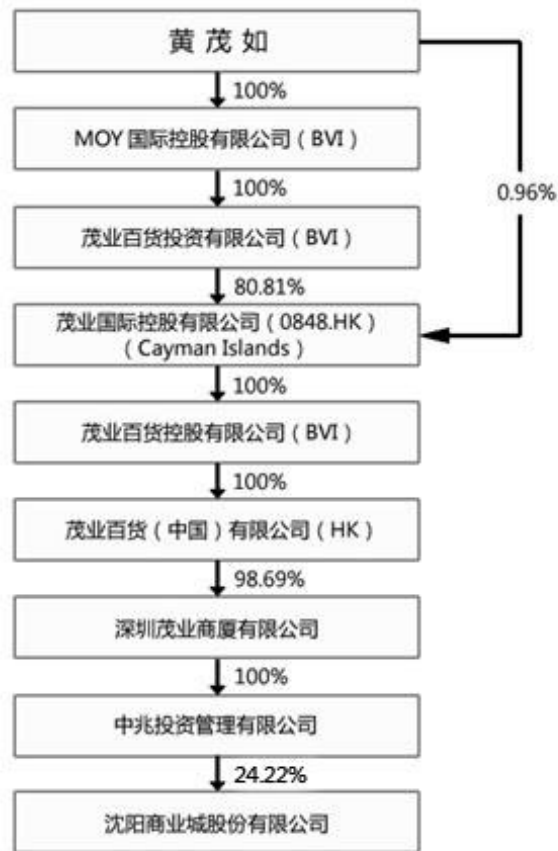 黄 茂 如
100%
MOY 国际控股有限公司（BVI）
100%
0.96%
茂业百货投资有限公司（BVI）
80.81%
茂业国际控股有限公司（0848.HK）
（Cayman Islands）
100%
茂业百货控股有限公司（BVI）
100%
茂业百货（中国）有限公司（HK）
98.69%
深圳茂业商厦有限公司
100%
中兆投资管理有限公司
24.22%
沈阳商业城股份有限公司